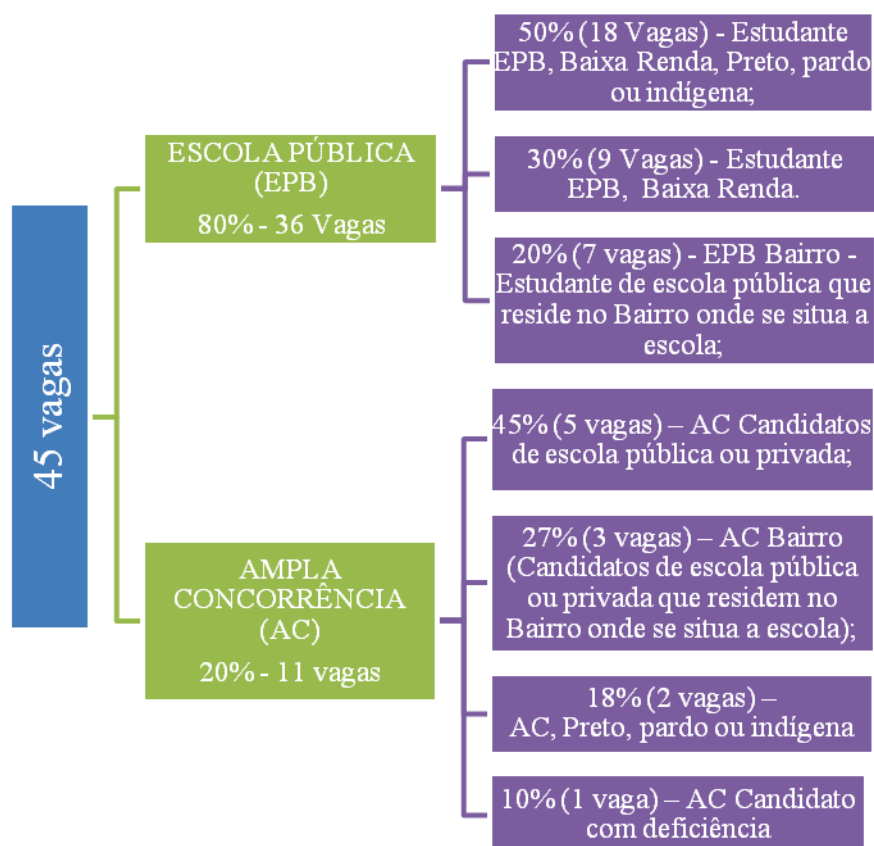 45 vagas
ESCOLA PÚBLICA
(EPB)
80% - 36 Vagas
50% (18 Vagas) - Estudante
EPB, Baixa Renda, Preto, pardo
ou indígena;
30% (9 Vagas) - Estudante
EPB,  Baixa Renda.
20% (7 vagas) - EPB Bairro -
Estudante de escola pública que
reside no Bairro onde se situa a
escola;
AMPLA
CONCORRÊNCIA
(AC)
20% - 11 vagas
45% (5 vagas) – AC Candidatos
de escola pública ou privada;
27% (3 vagas) – AC Bairro
(Candidatos de escola pública
ou privada que residem no
Bairro onde se situa a escola);
18% (2 vagas) –
AC, Preto, pardo ou indígena
10% (1 vaga) – AC Candidato
com deficiência